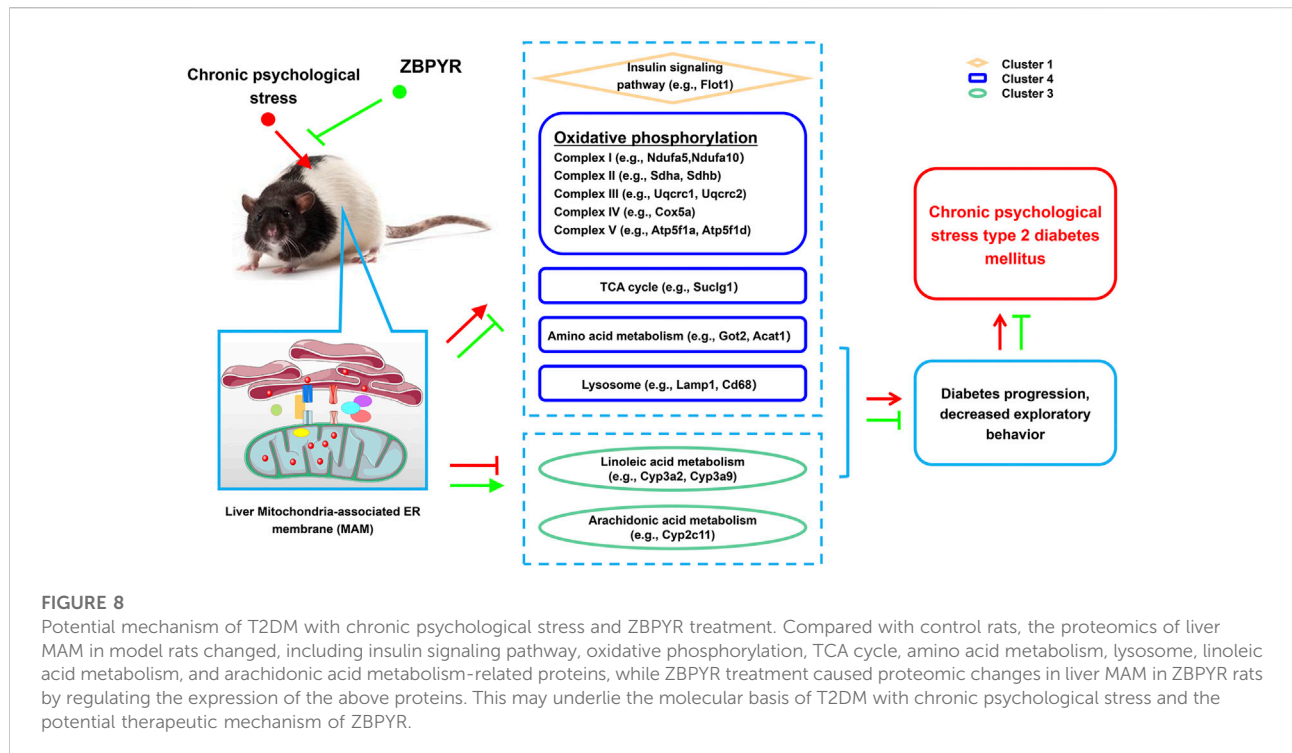 Chronic psychological
stress
ZBPYR
Insulin signaling
pathway (e.g., Flot1)
Cluster 1
Cluster 4
Cluster 3
Oxidative phosphorylation
Complex I (e.g., Ndufa5,Ndufa10)
Complex II (e.g., Sdha, Sdhb)
Complex III (e.g., Uqcrc1, Uqcrc2)
Complex IV (e.g., Cox5a)
Complex V (e.g., Atp5f1a, Atp5f1d)
TCA cycle (e.g., Suclg1)
Amino acid metabolism (e.g., Got2, Acat1)
Lysosome (e.g., Lamp1, Cd68)
Linoleic acid metabolism
(e.g., Cyp3a2, Cyp3a9)
Arachidonic acid metabolism
(e.g., Cyp2c11)
Liver Mitochondria-associated ER
membrane (MAM)
Chronic psychological
stress type 2 diabetes
mellitus
Diabetes progression,
decreased exploratory
behavior
FIGURE 8
Potential mechanism of T2DM with chronic psychological stress and ZBPYR treatment. Compared with control rats, the proteomics of liver
MAM in model rats changed, including insulin signaling pathway, oxidative phosphorylation, TCA cycle, amino acid metabolism, lysosome, linoleic
acid metabolism, and arachidonic acid metabolism-related proteins, while ZBPYR treatment caused proteomic changes in liver MAM in ZBPYR rats
by regulating the expression of the above proteins. This may underlie the molecular basis of T2DM with chronic psychological stress and the
potential therapeutic mechanism of ZBPYR.